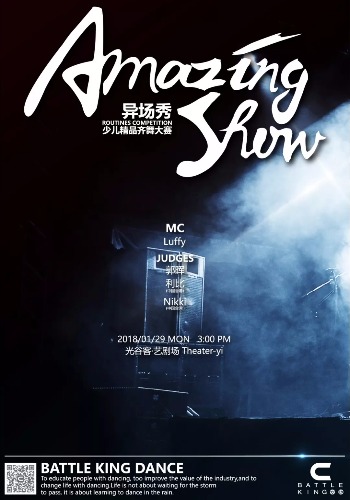 Amazing
Show
异场秀
ROUTINES COMPETITION
少儿精品齐舞大赛
MC
Luffy
JUDGES
郭晖
利比
Nikki
2018/01/29 MON 3:00 PM
光谷客·艺剧场 Theater-yi
BATTLE KING DANCE
To educate people with dancing, too improve the value of the industry,and to
change life with dancing.Life is not about waiting for the storm
to pass, it is about learning to dance in the rain.
BATTLE
KING